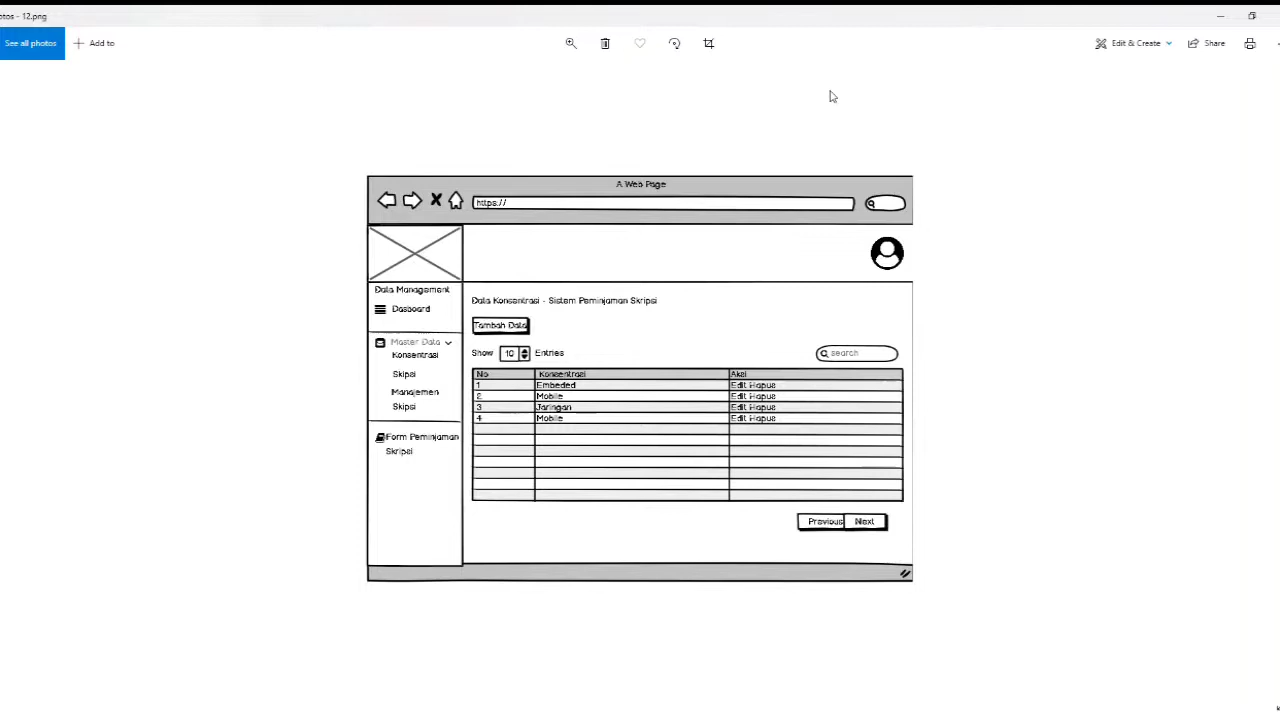 otos - 12.png
See all photos
Add to
Edit & Create
Share
A Web Page
https://
Data Management
Dasboard
Master Data
Konsentrasi
Skipsi
Manajemen
Skipsi
Form Peminjaman
Skripsi
Data Konsentrasi - Sistem Peminjaman Skripsi
Tambah Data
Show 10 Entries
search
No Konsentrasi Aksi
1 Embeded Edit Hapus
2 Mobile Edit Hapus
3 Jaringan Edit Hapus
4 Mobile Edit Hapus
Previous Next